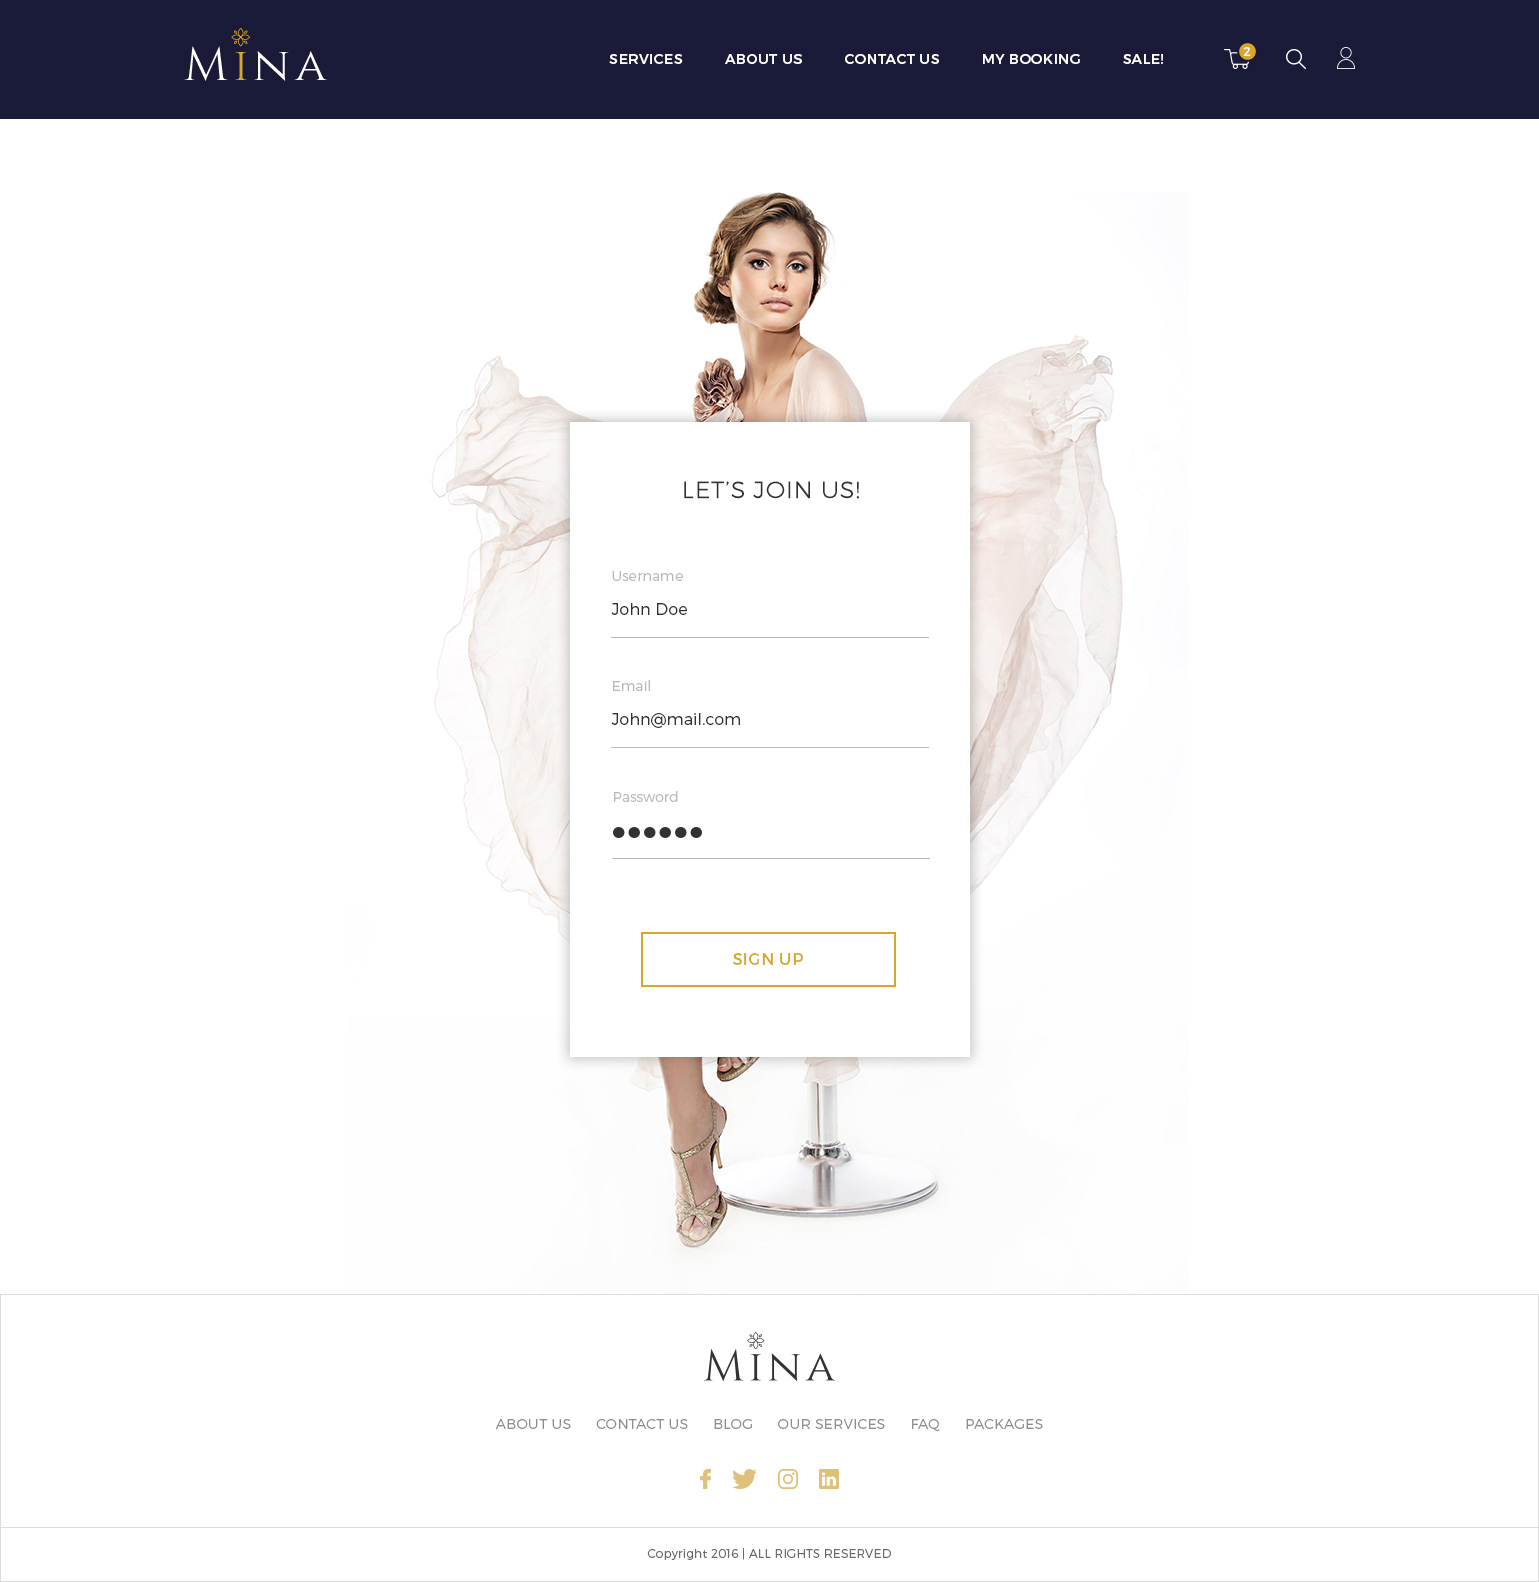 MINA
SERVICES ABOUT US CONTACT US MY BOOKING SALE! 2
LET’S JOIN US!
Username
John Doe
Email
John@mail.com
Password
●●●●●●
SIGN UP
MINA
ABOUT US CONTACT US BLOG OUR SERVICES FAQ PACKAGES
Copyright 2016 | ALL RIGHTS RESERVED